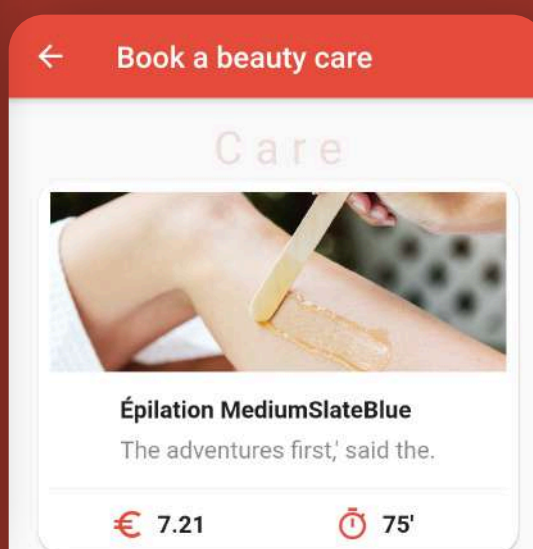 Book a beauty care
Care
Épilation MediumSlateBlue
The adventures first,' said the.
€ 7.21
75'